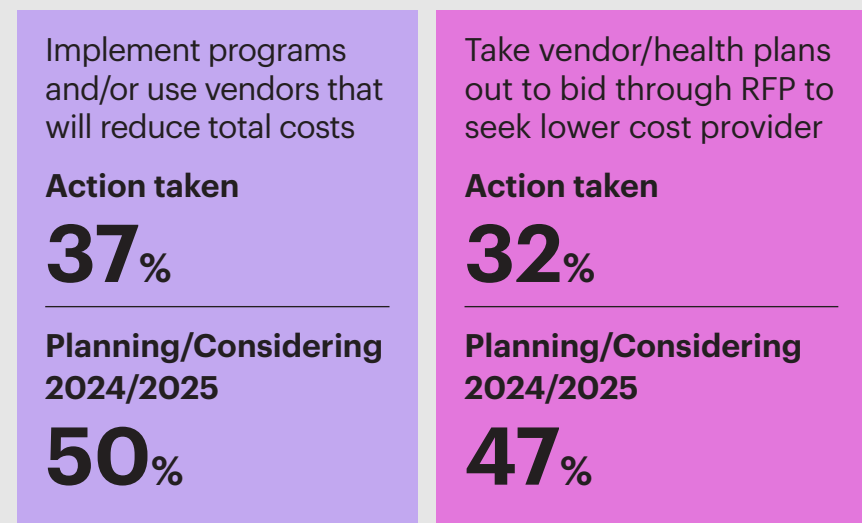 Implement programs
and/or use vendors that
will reduce total costs
Action taken
37%
Planning/Considering
2024/2025
50%
Take vendor/health plans
out to bid through RFP to
seek lower cost provider
Action taken
32%
Planning/Considering
2024/2025
47%